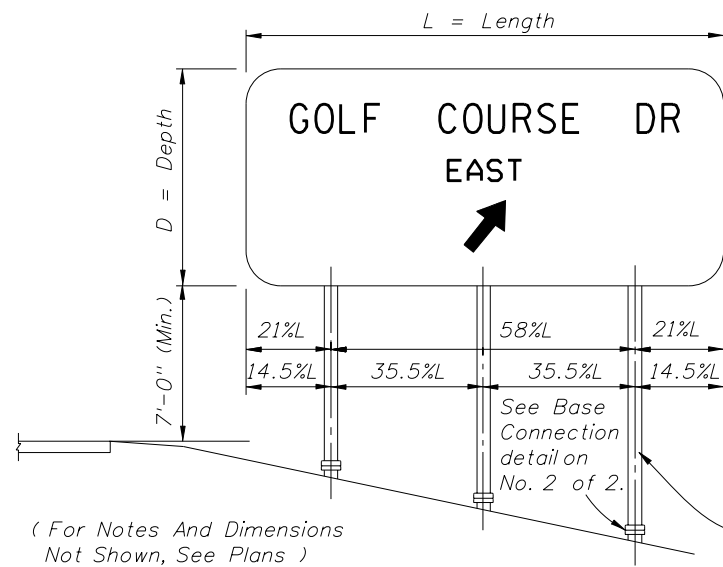 L = Length
D = Depth
GOLF COURSE DR
EAST
7'-0" (Min.)
21%L 58%L 21%L
14.5%L 35.5%L 35.5%L 14.5%L
See Base
Connection
detail on
No. 2 of 2.
( For Notes And Dimensions
Not Shown, See Plans )